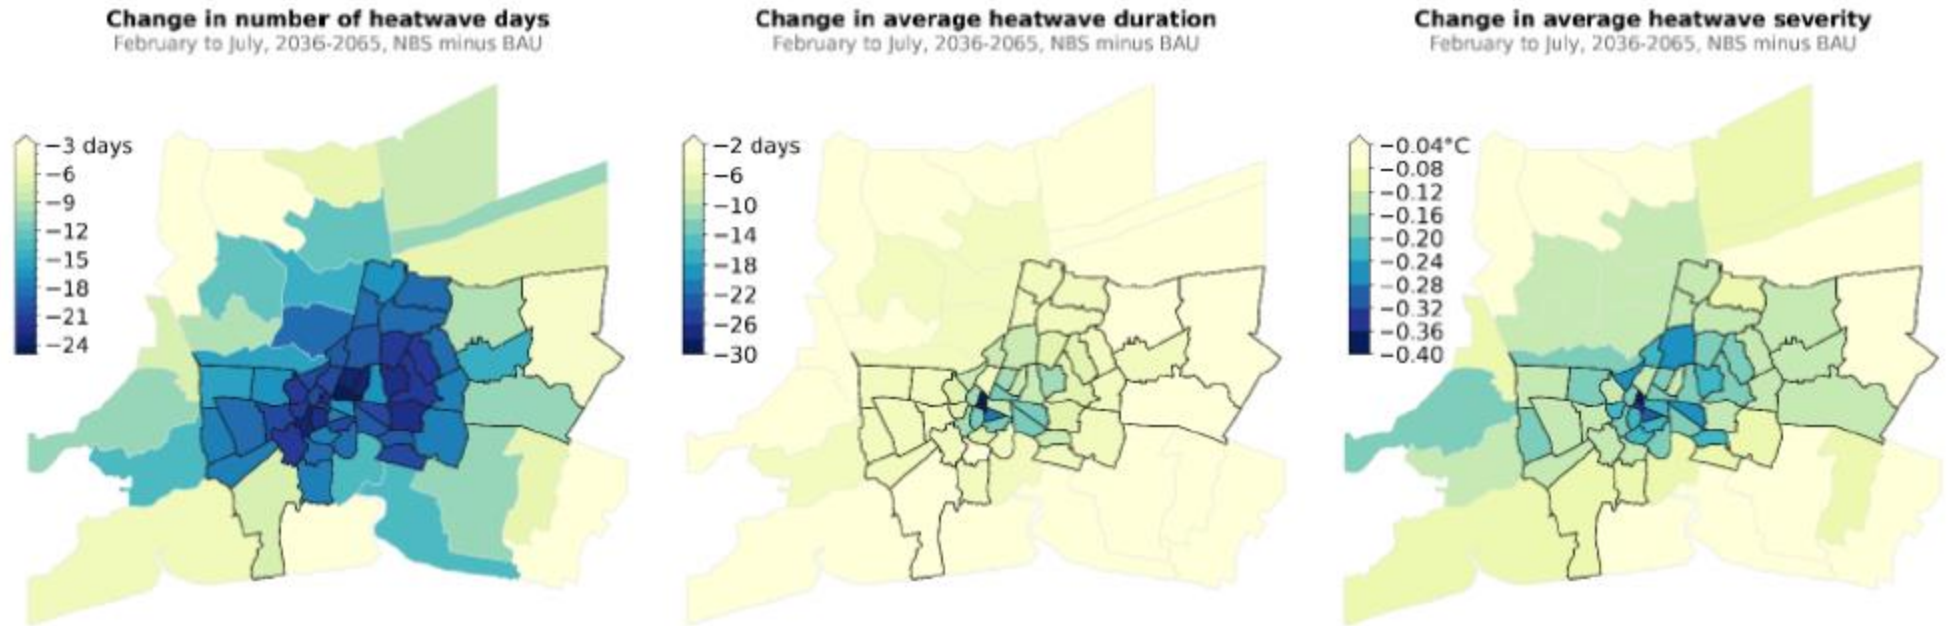 Change in number of heatwave days
February to July, 2036-2065, NBS minus BAU
−3 days
−6
−9
−12
−15
−18
−21
−24
Change in average heatwave duration
February to July, 2036-2065, NBS minus BAU
−2 days
−6
−10
−14
−18
−22
−26
−30
Change in average heatwave severity
February to July, 2036-2065, NBS minus BAU
−0.04°C
−0.08
−0.12
−0.16
−0.20
−0.24
−0.28
−0.32
−0.36
−0.40